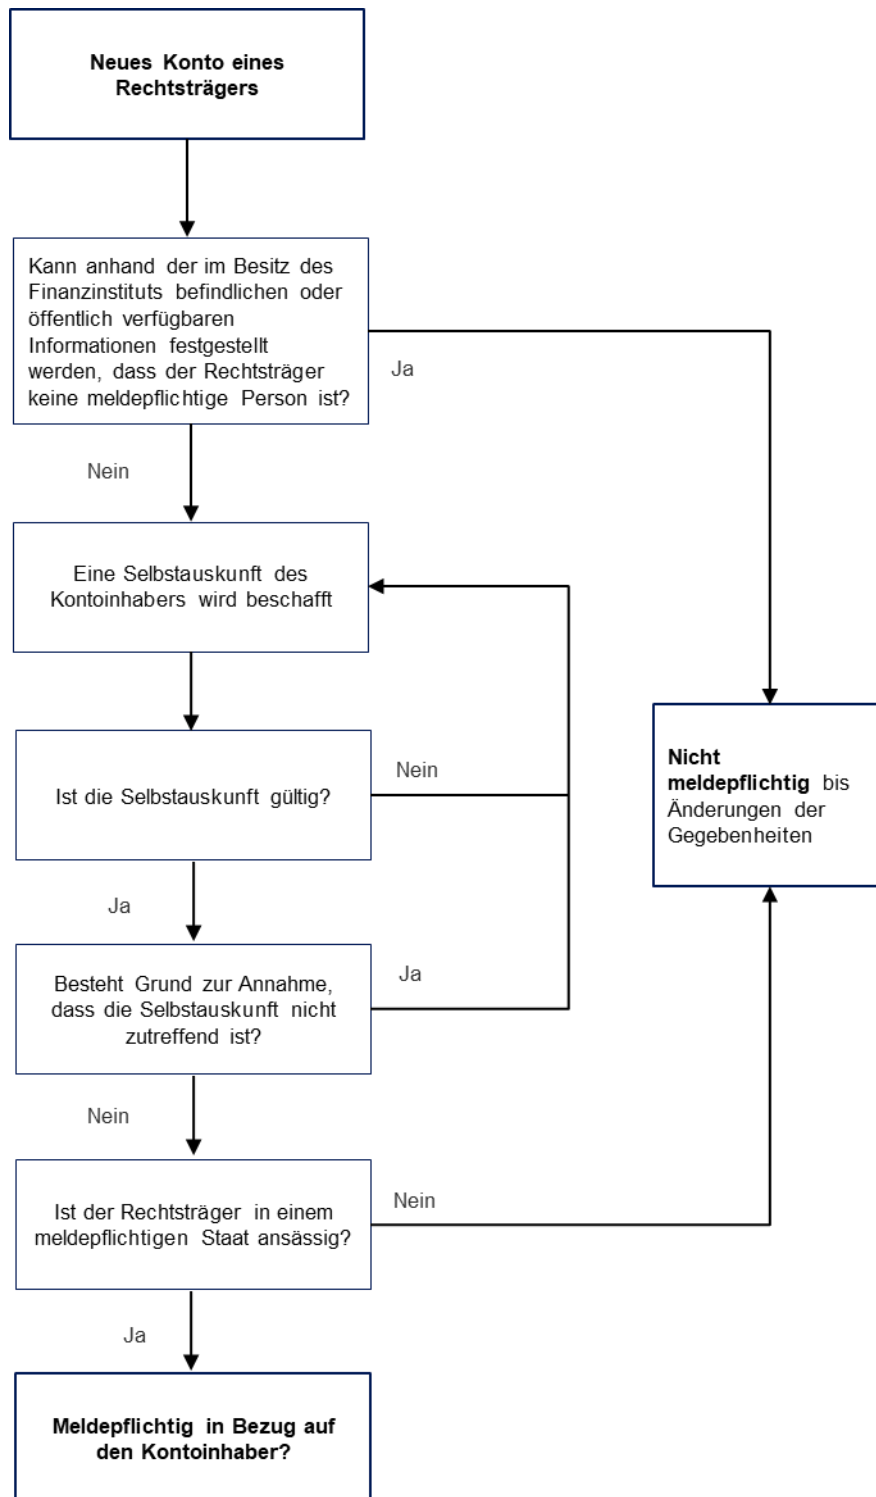 Neues Konto eines
Rechtsträgers
Kann anhand der im Besitz des
Finanzinstituts befindlichen oder
öffentlich verfügbaren
Informationen festgestellt
werden, dass der Rechtsträger
keine meldepflichtige Person ist?
Ja
Nein
Eine Selbstauskunft des
Kontoinhabers wird beschafft
Ist die Selbstauskunft gültig?
Nein
Nicht
meldepflichtig bis
Änderungen der
Gegebenheiten
Ja
Besteht Grund zur Annahme,
dass die Selbstauskunft nicht
zutreffend ist?
Ja
Nein
Ist der Rechtsträger in einem
meldepflichtigen Staat ansässig?
Nein
Ja
Meldepflichtig in Bezug auf
den Kontoinhaber?